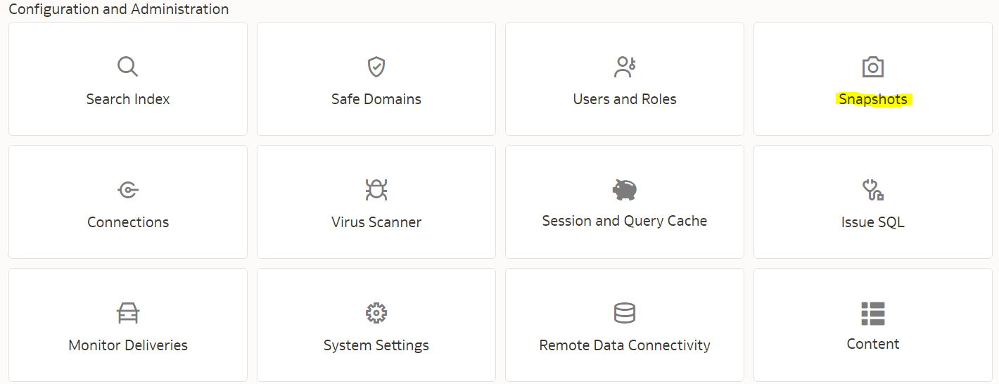 Configuration and Administration
Search Index
Safe Domains
Users and Roles
Snapshots
Connections
Virus Scanner
Session and Query Cache
Issue SQL
Monitor Deliveries
System Settings
Remote Data Connectivity
Content